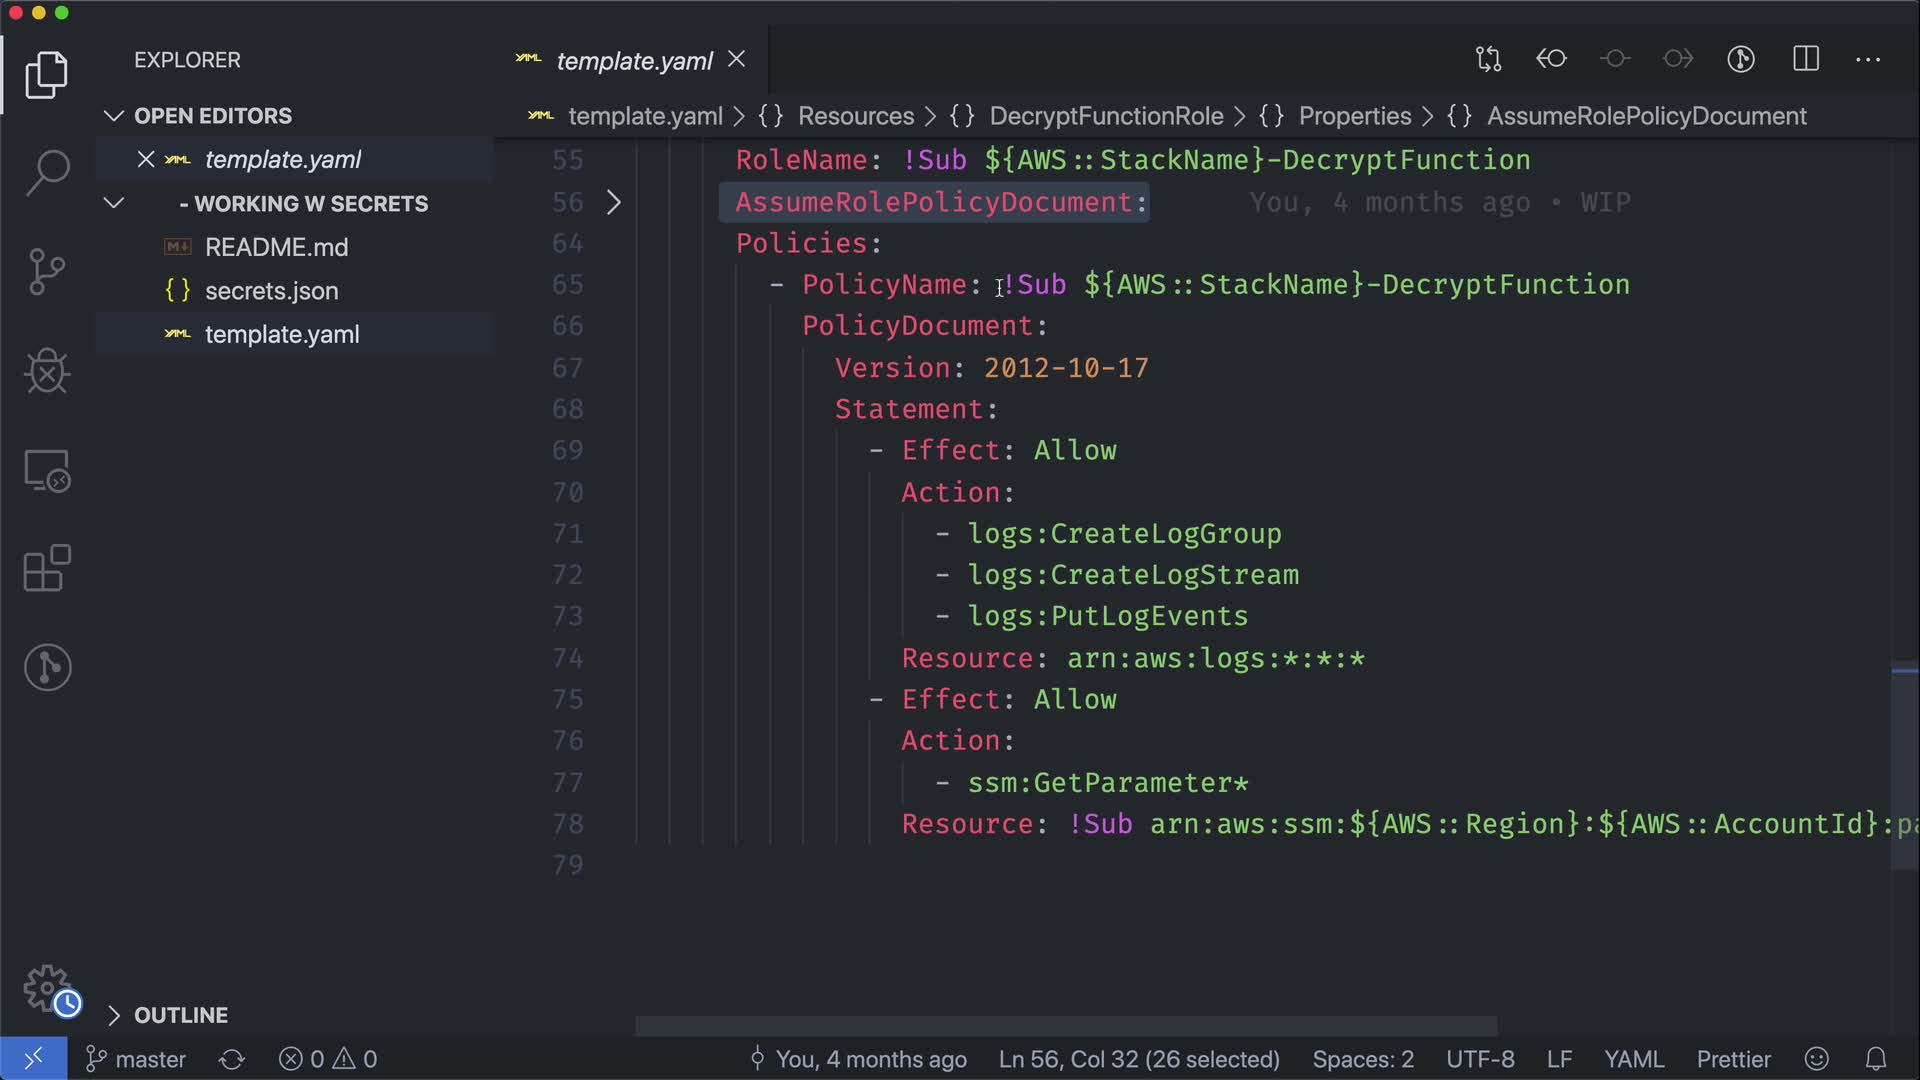 EXPLORER
OPEN EDITORS
template.yaml
- WORKING W SECRETS
README.md
{ } secrets.json
template.yaml
OUTLINE
template.yaml
template.yaml > {} Resources > {} DecryptFunctionRole > {} Properties > {} AssumeRolePolicyDocument
55 RoleName: !Sub ${AWS::StackName}-DecryptFunction
56 AssumeRolePolicyDocument: You, 4 months ago • WIP
64 Policies:
65 - PolicyName: !Sub ${AWS::StackName}-DecryptFunction
66 PolicyDocument:
67 Version: 2012-10-17
68 Statement:
69 - Effect: Allow
70 Action:
71 - logs:CreateLogGroup
72 - logs:CreateLogStream
73 - logs:PutLogEvents
74 Resource: arn:aws:logs:*:*:*
75 - Effect: Allow
76 Action:
77 - ssm:GetParameter*
78 Resource: !Sub arn:aws:ssm:${AWS::Region}:${AWS::AccountId}:pa
79
master 0 0 You, 4 months ago Ln 56, Col 32 (26 selected) Spaces: 2 UTF-8 LF YAML Prettier